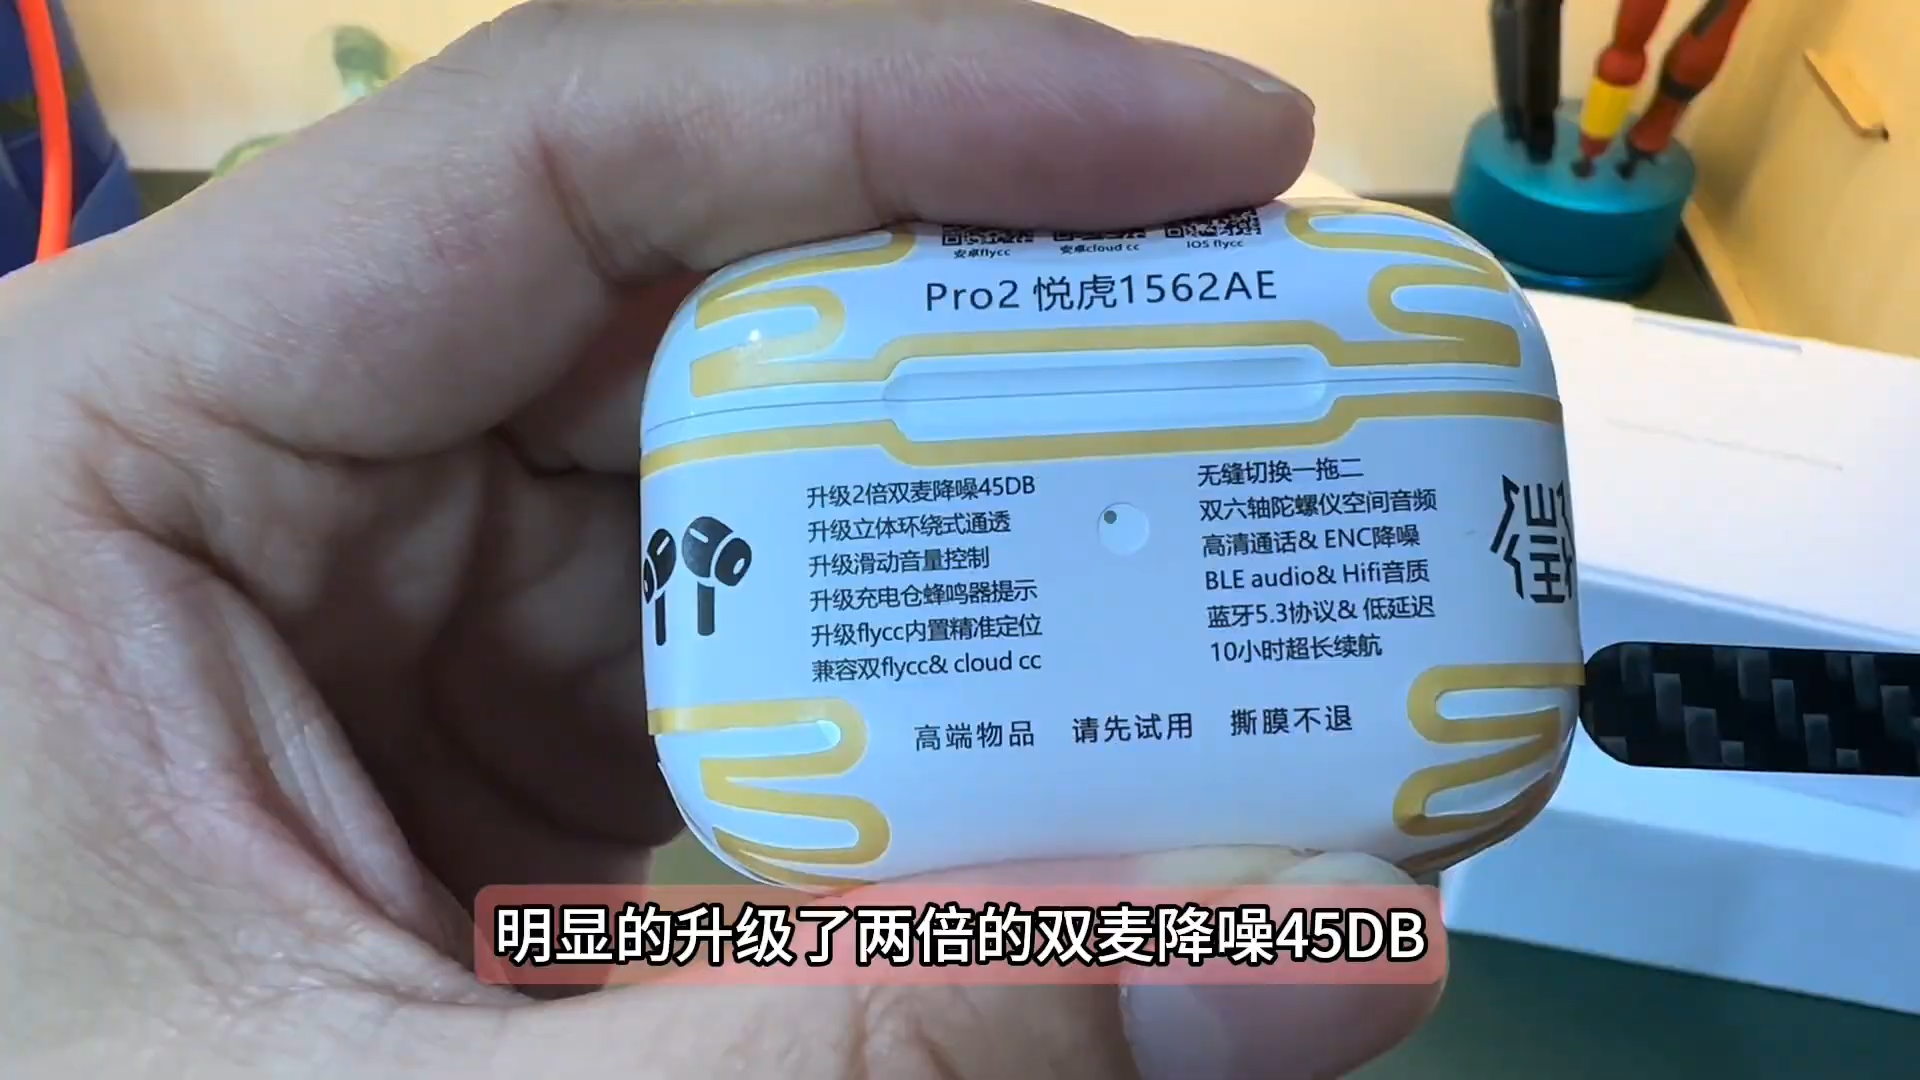 安卓flycc
安卓cloud cc
IOS flycc
Pro2 悦虎1562AE
升级2倍双麦降噪45DB
升级立体环绕式通透
升级滑动音量控制
升级充电仓蜂鸣器提示
升级flycc内置精准定位
兼容双flycc& cloud cc
无缝切换一拖二
双六轴陀螺仪空间音频
高清通话& ENC降噪
BLE audio& Hifi音质
蓝牙5.3协议& 低延迟
10小时超长续航
高端物品 请先试用 撕膜不退
明显的升级了两倍的双麦降噪45DB